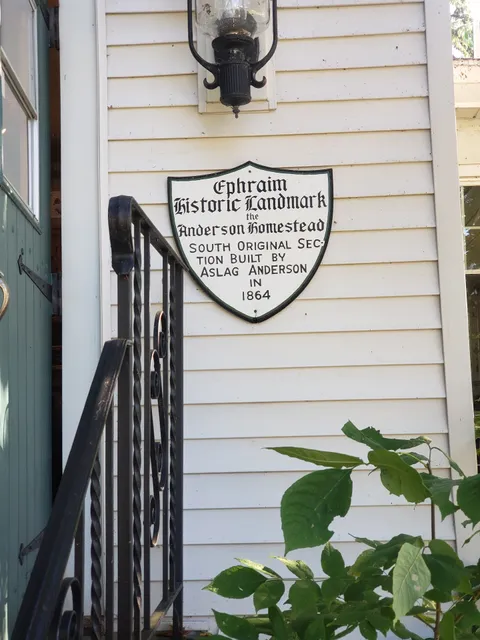 Ephraim
Historic Landmark
the
Anderson Homestead
SOUTH ORIGINAL SEC-
TION BUILT BY
ASLAG ANDERSON
IN
1864